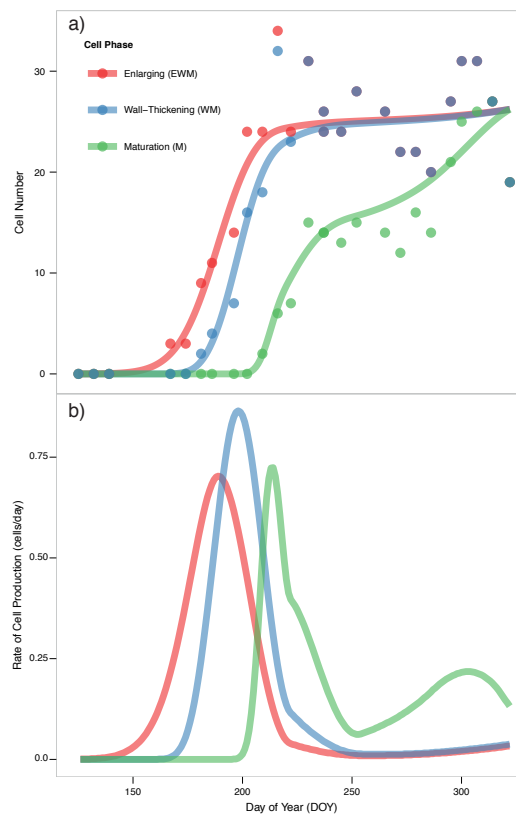 a)
Cell Phase
Enlarging (EWM)
Wall–Thickening (WM)
Maturation (M)
30
20
10
0
Cell Number
b)
0.75
0.50
0.25
0.0
Rate of Cell Production (cells/day)
150 200 250 300
Day of Year (DOY)